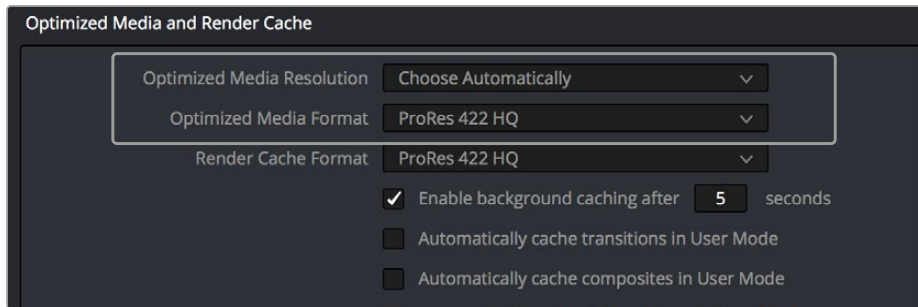 Optimized Media and Render Cache
Optimized Media Resolution Choose Automatically
Optimized Media Format ProRes 422 HQ
Render Cache Format ProRes 422 HQ
Enable background caching after 5 seconds
Automatically cache transitions in User Mode
Automatically cache composites in User Mode